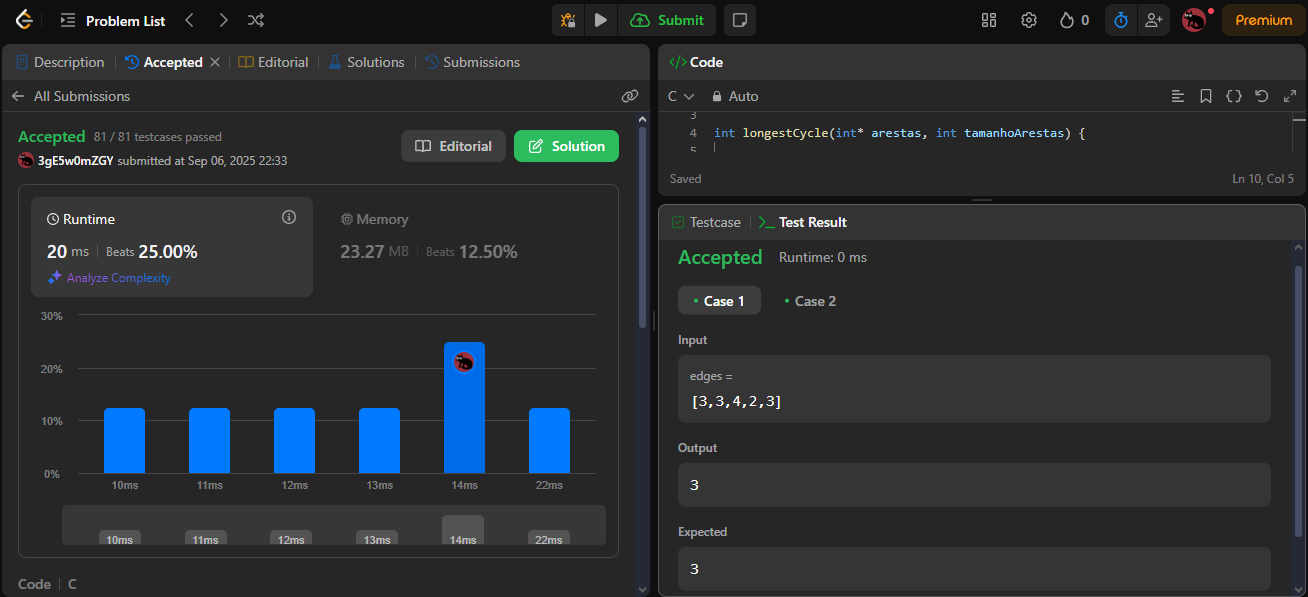 Problem List
Submit
0
Premium
Description
Accepted
Editorial
Solutions
Submissions
All Submissions
Accepted 81 / 81 testcases passed
3gE5w0mZGY submitted at Sep 06, 2025 22:33
Editorial
Solution
Runtime
20 ms Beats 25.00%
Analyze Complexity
Memory
23.27 MB Beats 12.50%
30%
20%
10%
0%
10ms 11ms 12ms 13ms 14ms 22ms
10ms 11ms 12ms 13ms 14ms 22ms
Code C
</> Code
C Auto
3
4 int longestCycle(int* arestas, int tamanhoArestas) {
5
Saved
Ln 10, Col 5
Testcase
>_ Test Result
Accepted Runtime: 0 ms
• Case 1 • Case 2
Input
edges =
[3,3,4,2,3]
Output
3
Expected
3